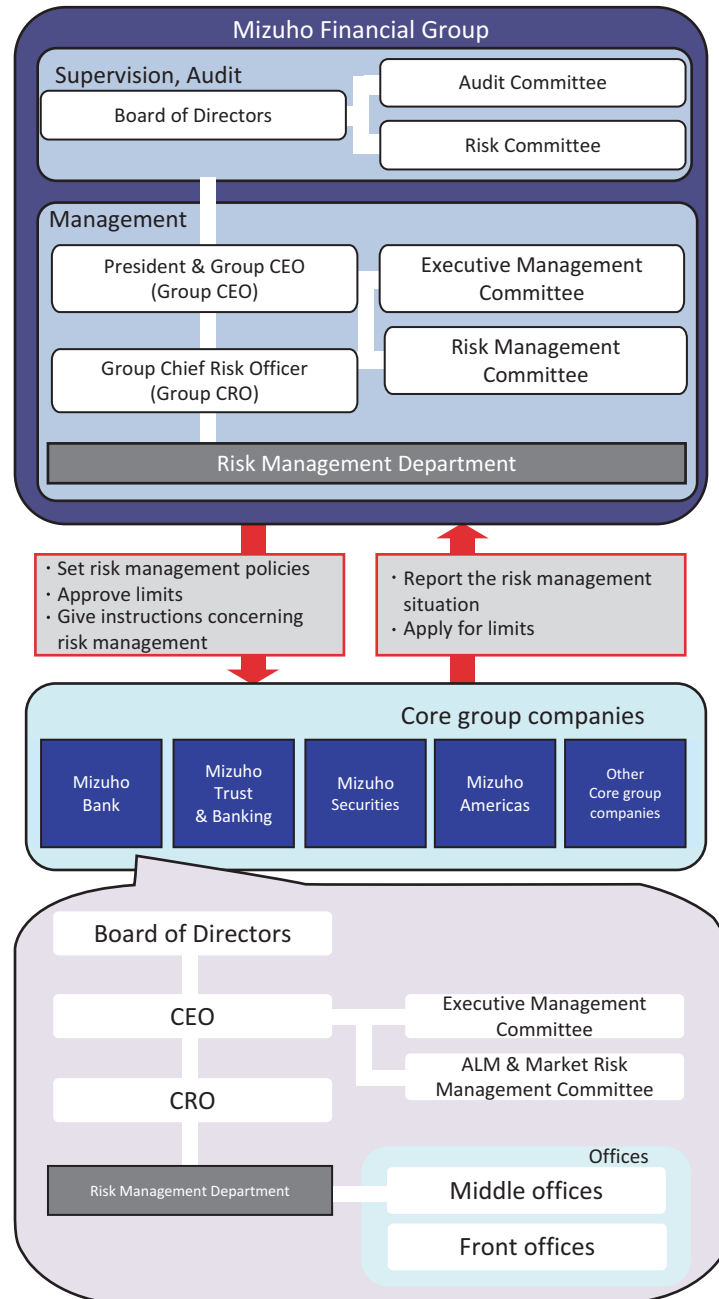 Mizuho Financial Group
Supervision, Audit
Board of Directors
Audit Committee
Risk Committee
Management
President & Group CEO
(Group CEO)
Executive Management
Committee
Group Chief Risk Officer
(Group CRO)
Risk Management
Committee
Risk Management Department
・Set risk management policies
・Approve limits
・Give instructions concerning
risk management
・Report the risk management
situation
・Apply for limits
Core group companies
Mizuho
Bank
Mizuho
Trust
& Banking
Mizuho
Securities
Mizuho
Americas
Other
Core group
companies
Board of Directors
CEO
Executive Management
Committee
ALM & Market Risk
Management Committee
CRO
Risk Management Department
Offices
Middle offices
Front offices